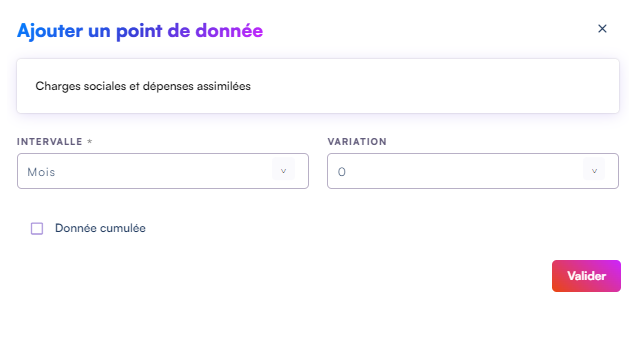 Ajouter un point de donnée
Charges sociales et dépenses assimilées
INTERVALLE *
VARIATION
Mois
0
Donnée cumulée
Valider